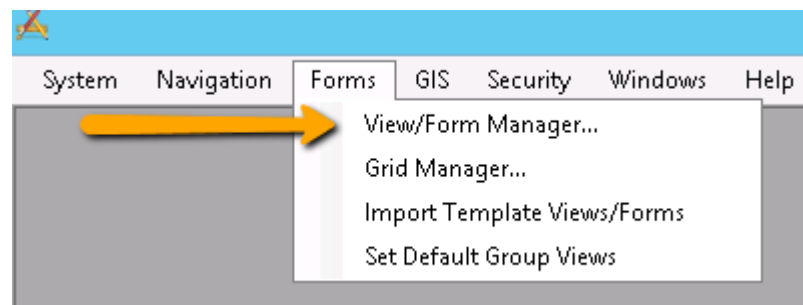 System Navigation Forms GIS Security Windows Help
View/Form Manager...
Grid Manager...
Import Template Views/Forms
Set Default Group Views